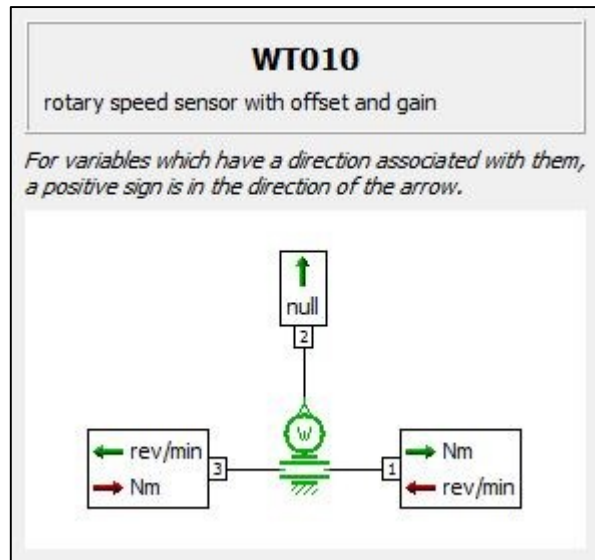 WT010
rotary speed sensor with offset and gain
For variables which have a direction associated with them,
a positive sign is in the direction of the arrow.
null
2
rev/min
Nm
3
W
1
Nm
rev/min